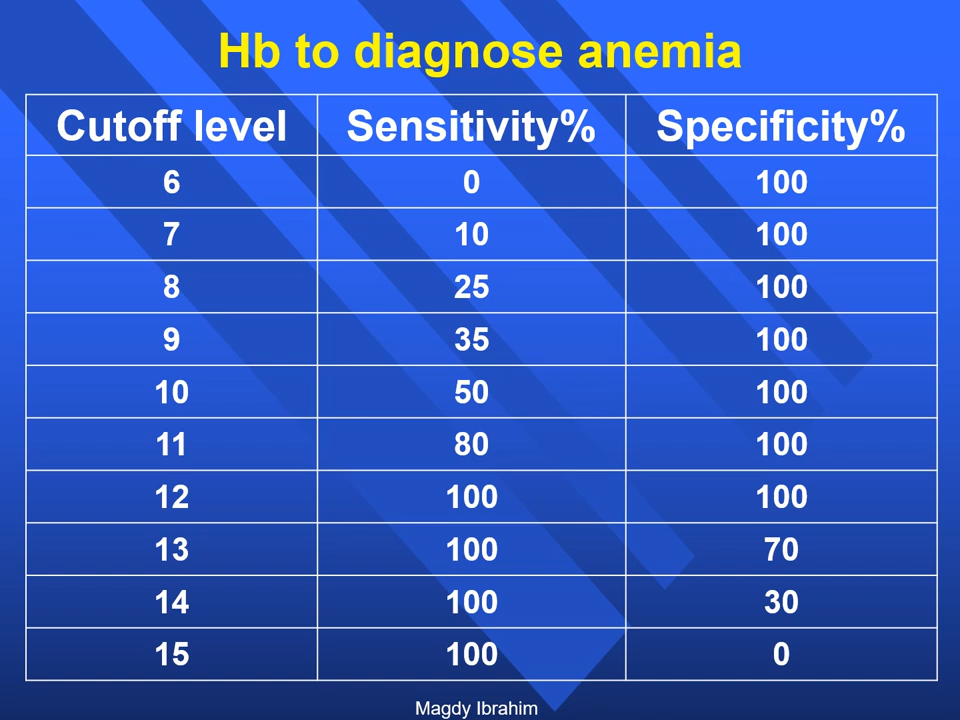 Hb to diagnose anemia
Cutoff level Sensitivity% Specificity%
6 0 100
7 10 100
8 25 100
9 35 100
10 50 100
11 80 100
12 100 100
13 100 70
14 100 30
15 100 0
Magdy Ibrahim